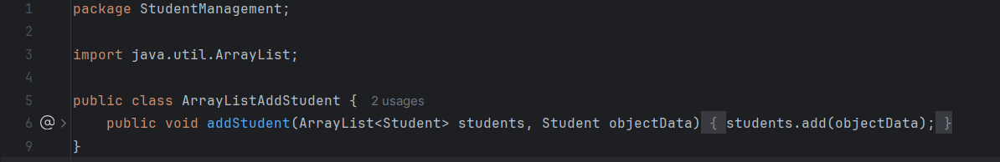 1 package StudentManagement;
2
3 import java.util.ArrayList;
4
5 public class ArrayListAddStudent { 2 usages
6 @ > public void addStudent(ArrayList<Student> students, Student objectData) { students.add(objectData); }
9 }